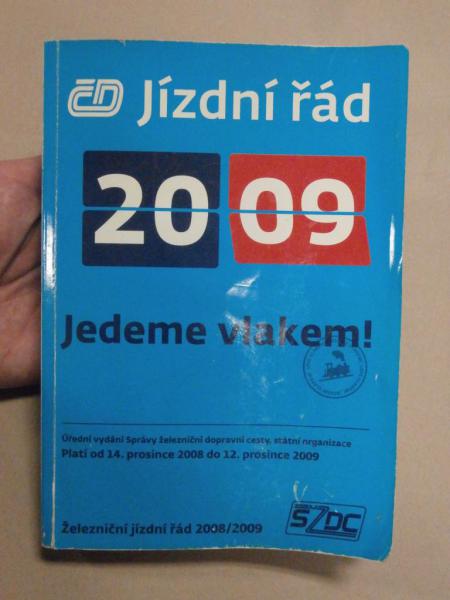 ČD Jízdní řád
20 09
Jedeme vlakem!
Úřední vydání Správy železniční dopravní cesty, státní organizace
Platí od 14. prosince 2008 do 12. prosince 2009
Železniční jízdní řád 2008/2009
SŽDC